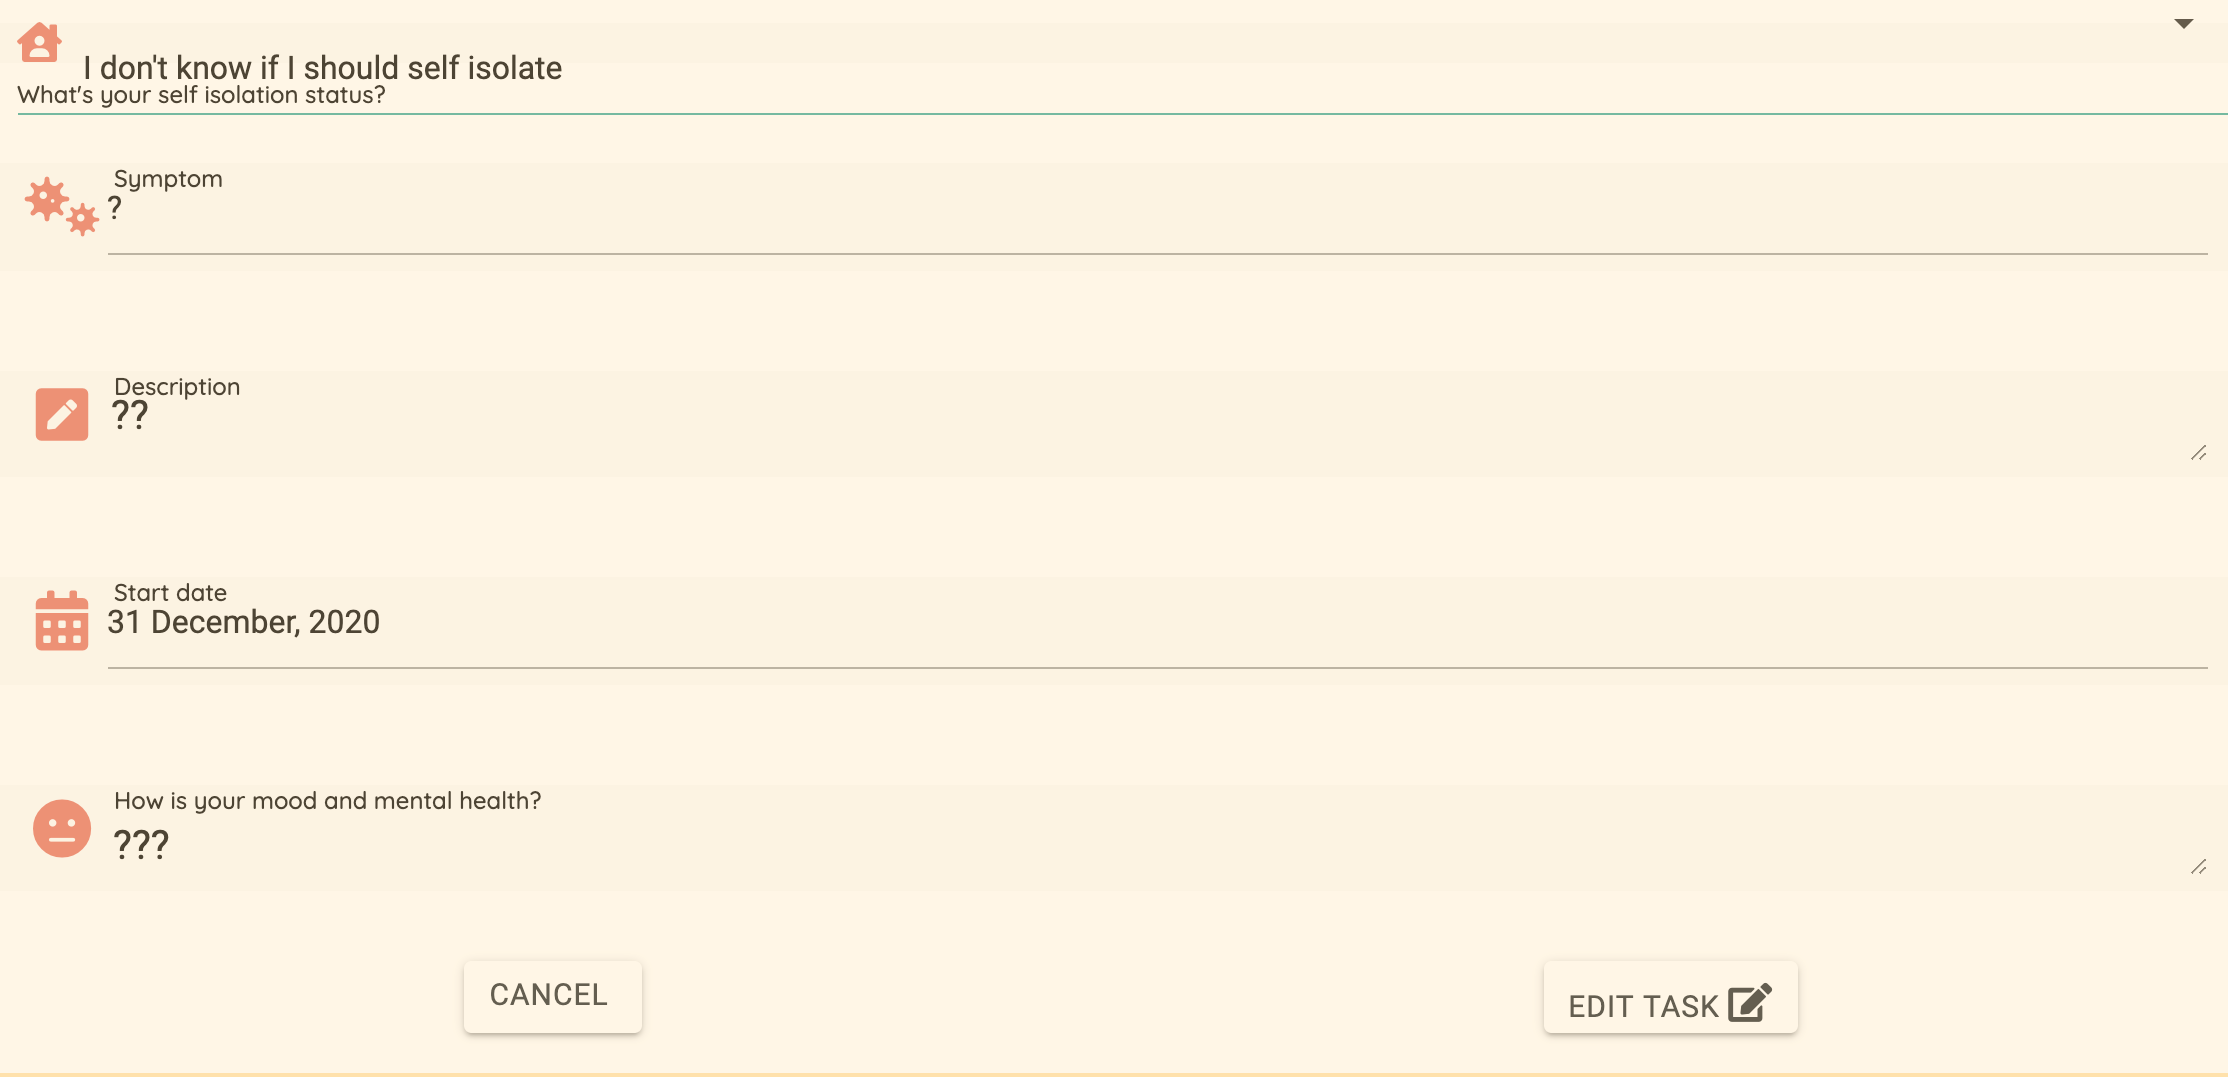 I don't know if I should self isolate
What's your self isolation status?
Symptom
?
Description
??
Start date
31 December, 2020
How is your mood and mental health?
???
CANCEL
EDIT TASK